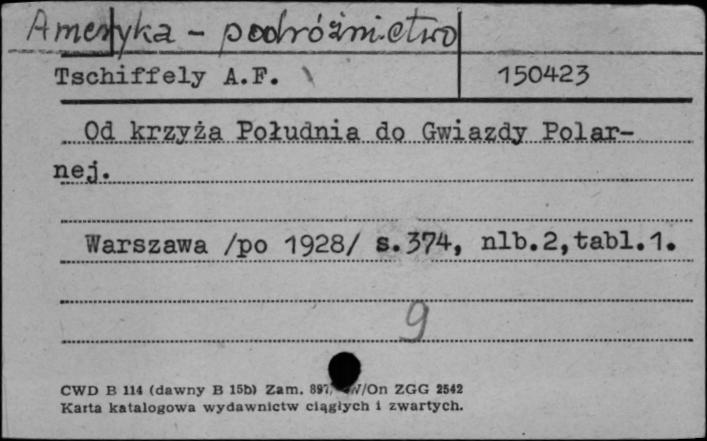 Ameryka - podróżnictwo
Tschiffely A.F. 150423
Od krzyża Południa do Gwiazdy Polar-
nej.
Warszawa /po 1928/ s.374, nlb.2,tabl.1.
9
CWD B 114 (dawny B 15b) Zam. 897/ /On ZGG 2542
Karta katalogowa wydawnictw ciągłych i zwartych.